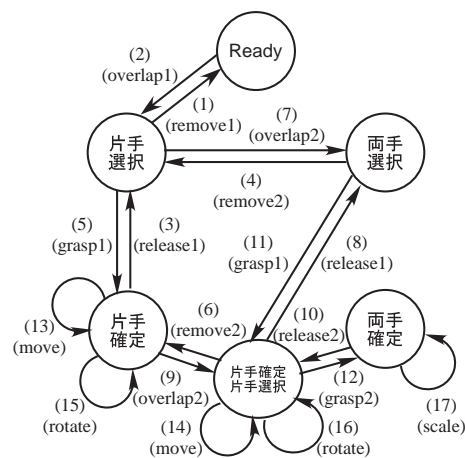 Ready
(2)
(overlap1)
(1)
(remove1)
(7)
(overlap2)
片手
選択
両手
選択
(4)
(remove2)
(5)
(grasp1)
(3)
(release1)
(11)
(grasp1)
(8)
(release1)
(13)
(move)
片手
確定
(6)
(remove2)
(10)
(release2)
両手
確定
片手確定
片手選択
(9)
(overlap2)
(12)
(grasp2)
(15)
(rotate)
(14)
(move)
(16)
(rotate)
(17)
(scale)